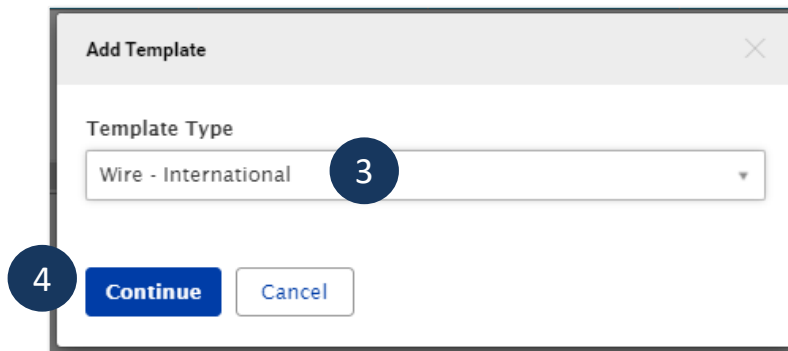 Add Template
Template Type
Wire - International
3
4
Continue
Cancel